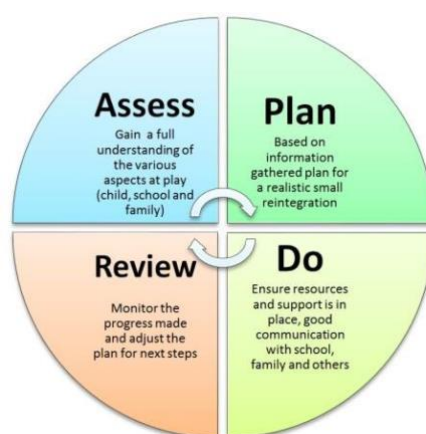 Assess
Gain a full
understanding of
the various
aspects at play
(child, school and
family)
Plan
Based on
information
gathered plan for
a realistic small
reintegration
Do
Ensure resources
and support is in
place, good
communication
with school,
family and others
Review
Monitor the
progress made
and adjust the
plan for next steps